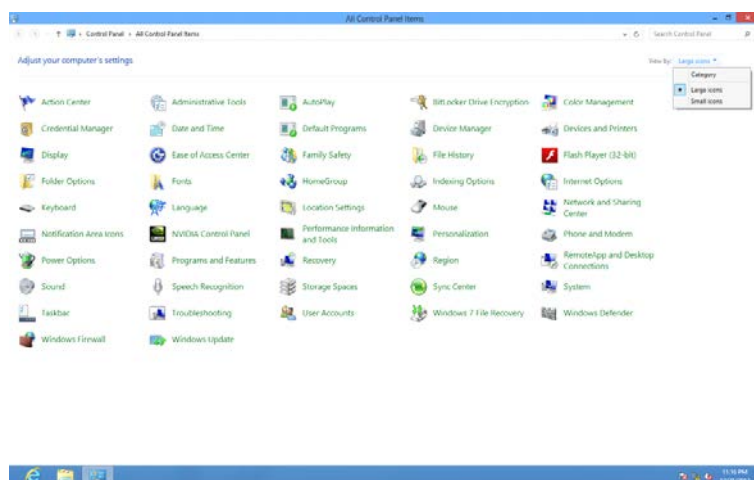 All Control Panel Items
Control Panel
All Control Panel Items
Search Control Panel
Adjust your computer's settings
View by: Large icons
Category
Large icons
Small icons
Action Center
Administrative Tools
AutoPlay
BitLocker Drive Encryption
Color Management
Credential Manager
Date and Time
Default Programs
Device Manager
Devices and Printers
Display
Ease of Access Center
Family Safety
File History
Flash Player (32-bit)
Folder Options
Fonts
HomeGroup
Indexing Options
Internet Options
Keyboard
Language
Location Settings
Mouse
Network and Sharing
Center
Notification Area Icons
NVIDIA Control Panel
Performance Information
and Tools
Personalization
Phone and Modem
Power Options
Programs and Features
Recovery
Region
RemoteApp and Desktop
Connections
Sound
Speech Recognition
Storage Spaces
Sync Center
System
Taskbar
Troubleshooting
User Accounts
Windows 7 File Recovery
Windows Defender
Windows Firewall
Windows Update
11:16 PM